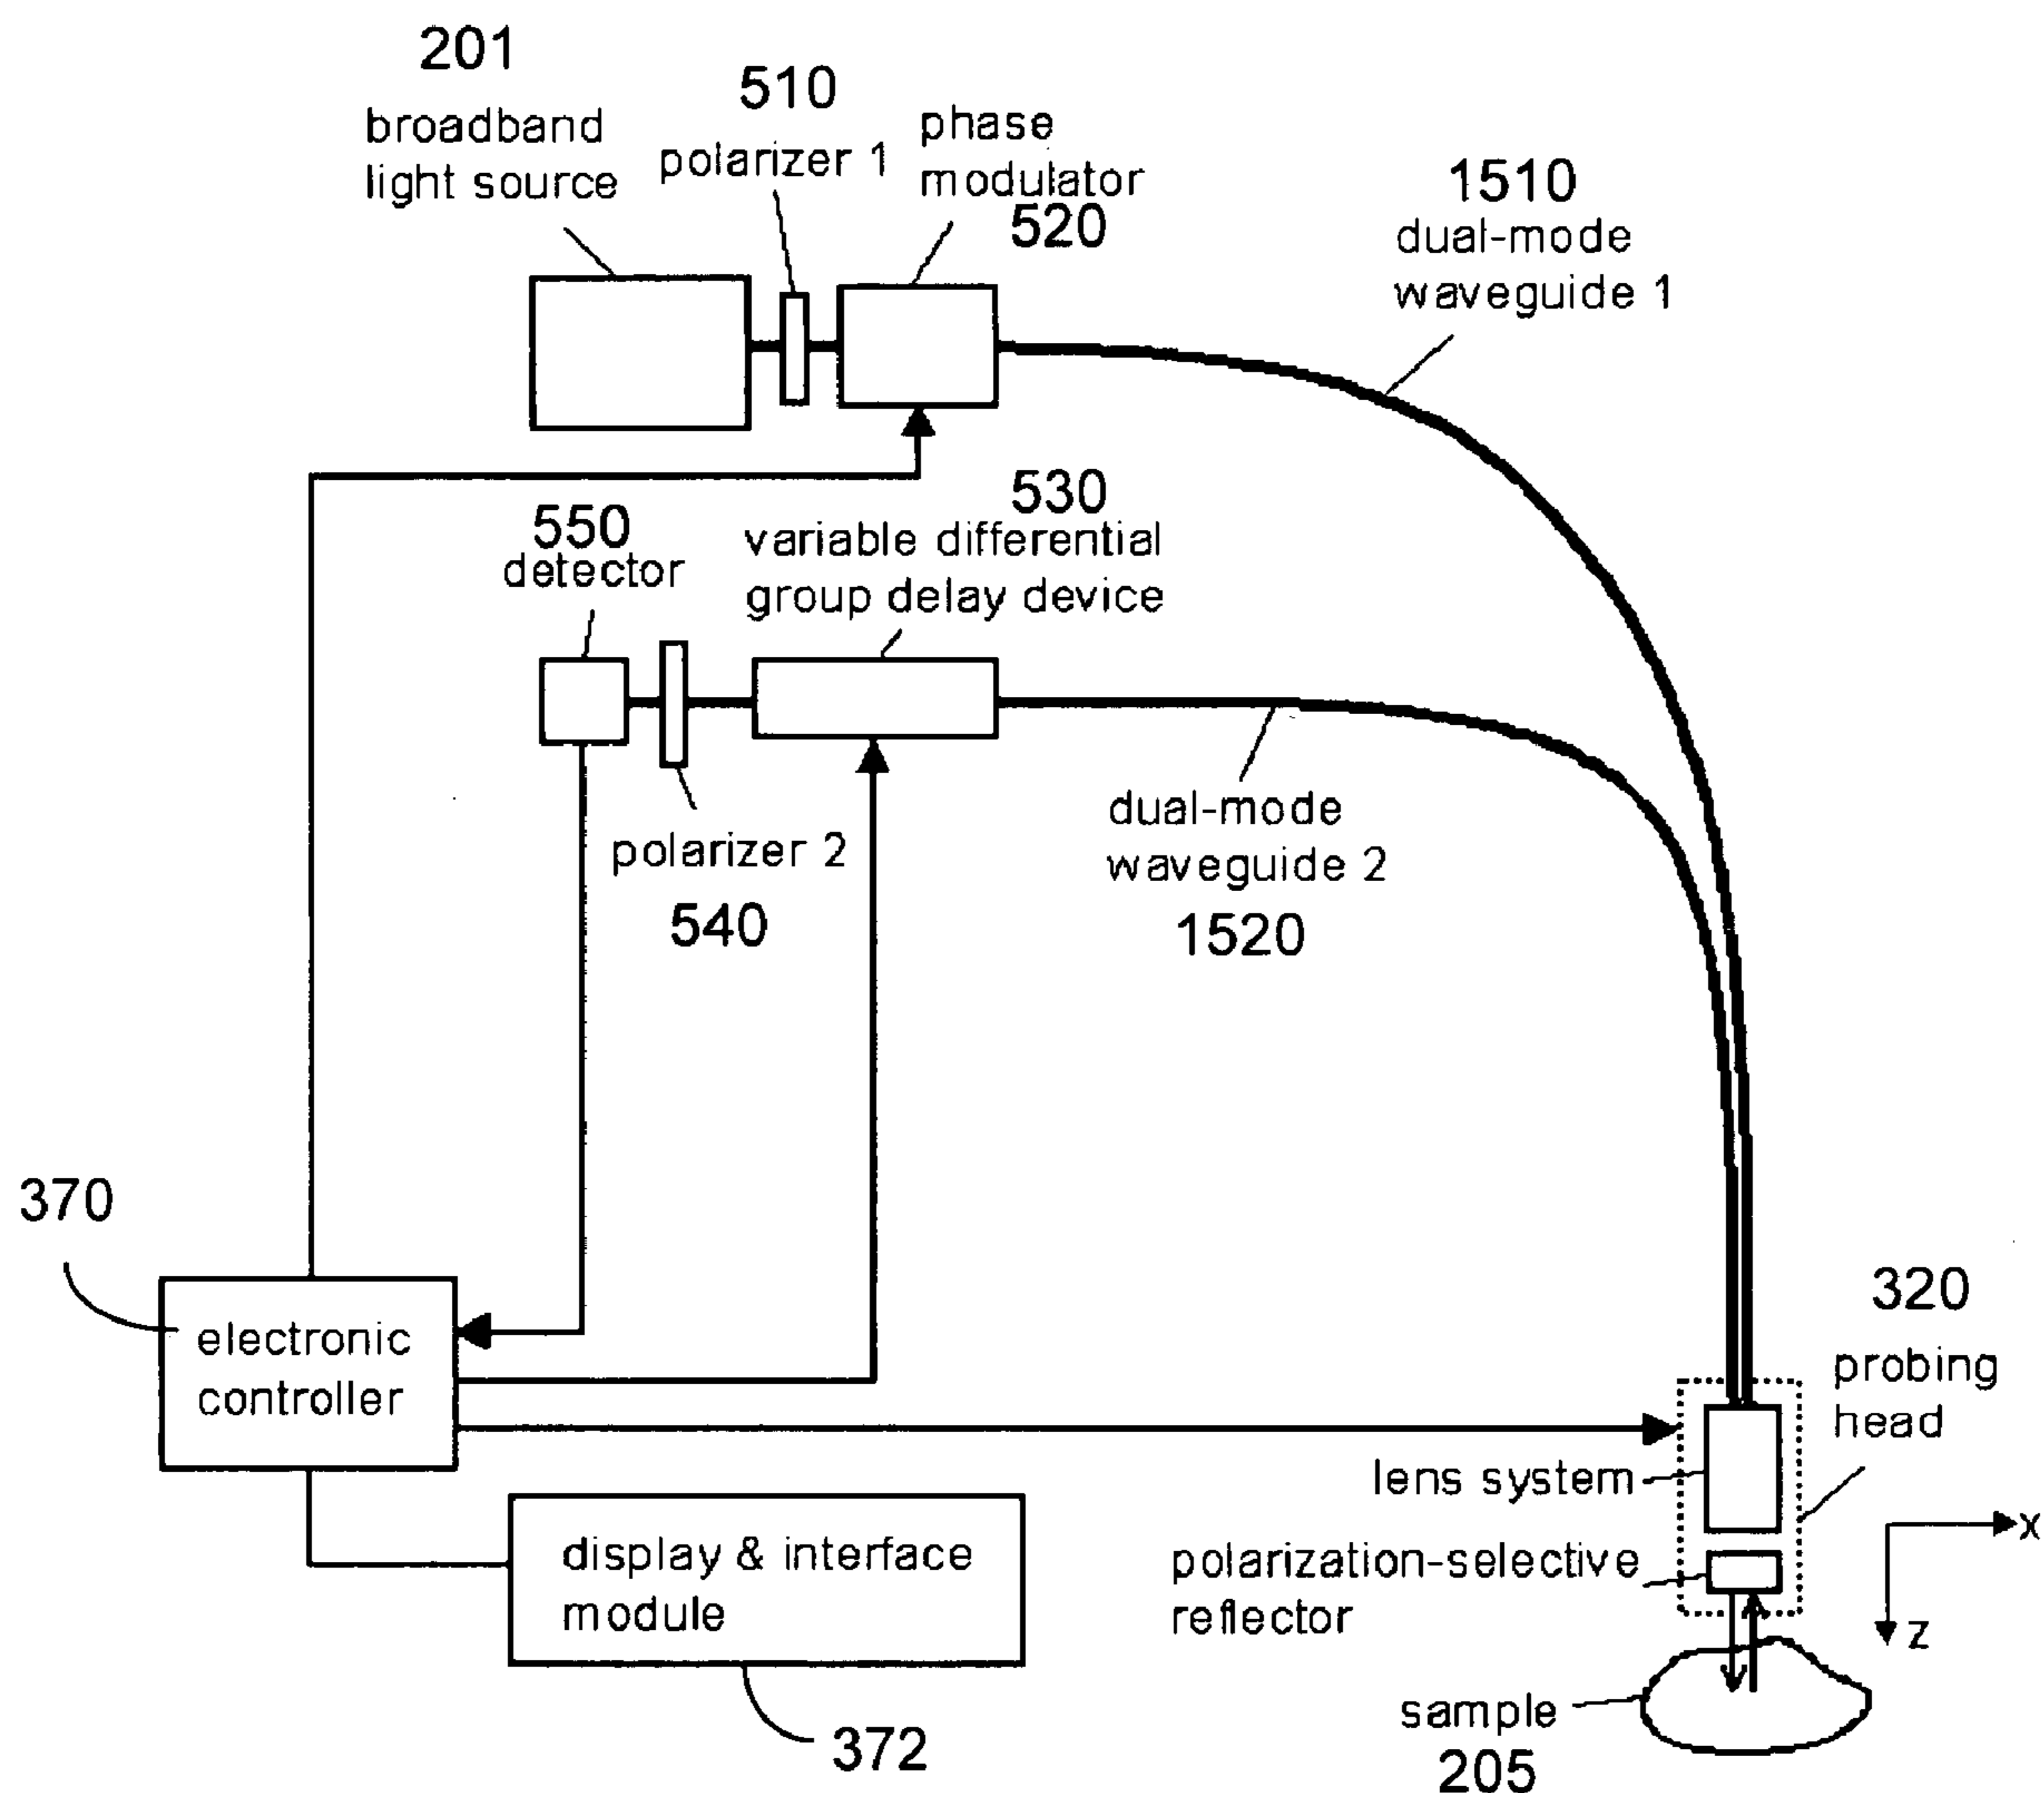 201
broadband
light source
510
polarizer 1
phase
modulator
520
1510
dual-mode
waveguide 1
550
detector
530
variable differential
group delay device
polarizer 2
540
dual-mode
waveguide 2
1520
370
electronic
controller
320
probing
head
lens system
x
display & interface
module
polarization-selective
reflector
z
372
sample
205